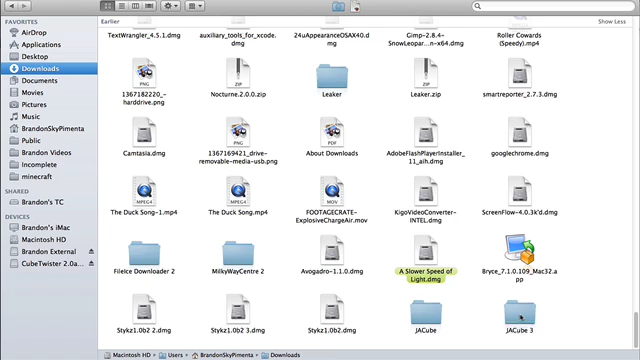 FAVORITES
AirDrop
Applications
Desktop
Downloads
Documents
Movies
Pictures
Music
BrandonSkyPimenta
Public
Brandon Videos
Incomplete
minecraft
SHARED
Brandon's TC
DEVICES
Brandon's iMac
Macintosh HD
Brandon External
CubeTwister 2.0a...
Earlier
Show Less
TextWrangler_4.5.1.dmg
auxiliary_tools_for_xcode.dmg
24uAppearanceOSAX40.dmg
Gimp-2.8.4-SnowLeopar...n-x64.dmg
Roller Cowards (Speedy).mp4
PNG
1367182220_-harddrive.png
ZIP
Nocturne.2.0.0.zip
Leaker
ZIP
Leaker.zip
smartreporter_2.7.3.dmg
Camtasia.dmg
PNG
1367169421_drive-removable-media-usb.png
PDF
About Downloads
AdobeFlashPlayerInstaller_11_aih.dmg
googlechrome.dmg
MPEG4
The Duck Song-1.mp4
MPEG4
The Duck Song.mp4
MOV
FOOTAGECRATE-ExplosiveChargeAir.mov
KigoVideoConverter-INTEL.dmg
ScreenFlow-4.0.3'd.dmg
FileIce Downloader 2
MilkyWayCentre 2
Avogadro-1.1.0.dmg
A Slower Speed of Light.dmg
Bryce_7.1.0.109_Mac32.app
Stykz1.0b2 2.dmg
Stykz1.0b2 3.dmg
Stykz1.0b2.dmg
JACube
JACube 3
Macintosh HD
Users
BrandonSkyPimenta
Downloads